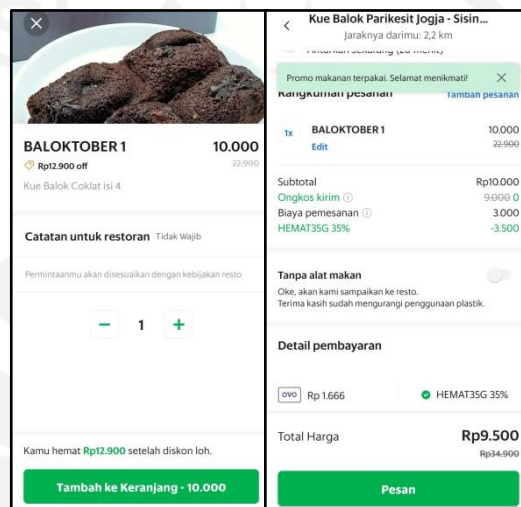 BALOKTOBER 1
10.000
Rp12.900 off
22.900
Kue Balok Coklat isi 4
Catatan untuk restoran Tidak Wajib
Permintaanmu akan disesuaikan dengan kebijakan resto
1
Kamu hemat Rp12.900 setelah diskon loh.
Tambah ke Keranjang - 10.000
Kue Balok Parikesit Jogja - Sisin...
Jaraknya darimu: 2,2 km
Promo makanan terpakai. Selamat menikmati!
Rangkuman pesanan
Tambah pesanan
1x BALOKTOBER 1 10.000
Edit 22.900
Subtotal Rp10.000
Ongkos kirim 9.000 0
Biaya pemesanan 3.000
HEMAT35G 35% -3.500
Tanpa alat makan
Oke, akan kami sampaikan ke resto.
Terima kasih sudah mengurangi penggunaan plastik.
Detail pembayaran
OVO Rp 1.666 HEMAT35G 35%
Total Harga Rp9.500
Rp34.900
Pesan